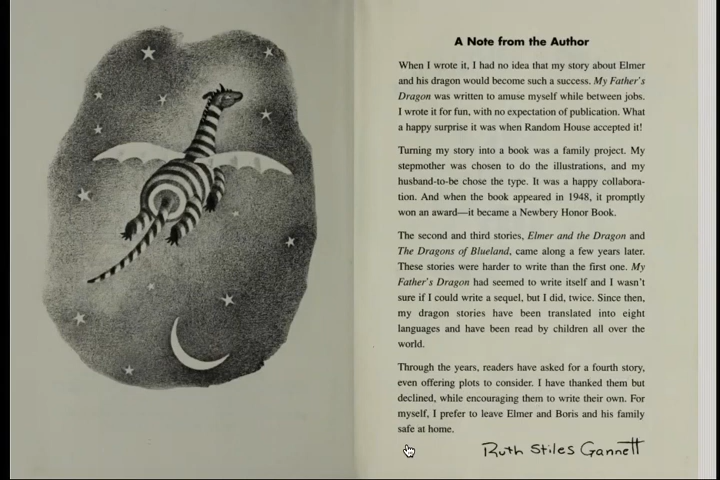 A Note from the Author
When I wrote it, I had no idea that my story about Elmer
and his dragon would become such a success. My Father's
Dragon was written to amuse myself while between jobs.
I wrote it for fun, with no expectation of publication. What
a happy surprise it was when Random House accepted it!
Turning my story into a book was a family project. My
stepmother was chosen to do the illustrations, and my
husband-to-be chose the type. It was a happy collabora-
tion. And when the book appeared in 1948, it promptly
won an award—it became a Newbery Honor Book.
The second and third stories, Elmer and the Dragon and
The Dragons of Blueland, came along a few years later.
These stories were harder to write than the first one. My
Father's Dragon had seemed to write itself and I wasn't
sure if I could write a sequel, but I did, twice. Since then,
my dragon stories have been translated into eight
languages and have been read by children all over the
world.
Through the years, readers have asked for a fourth story,
even offering plots to consider. I have thanked them but
declined, while encouraging them to write their own. For
myself, I prefer to leave Elmer and Boris and his family
safe at home.
Ruth Stiles Gannett